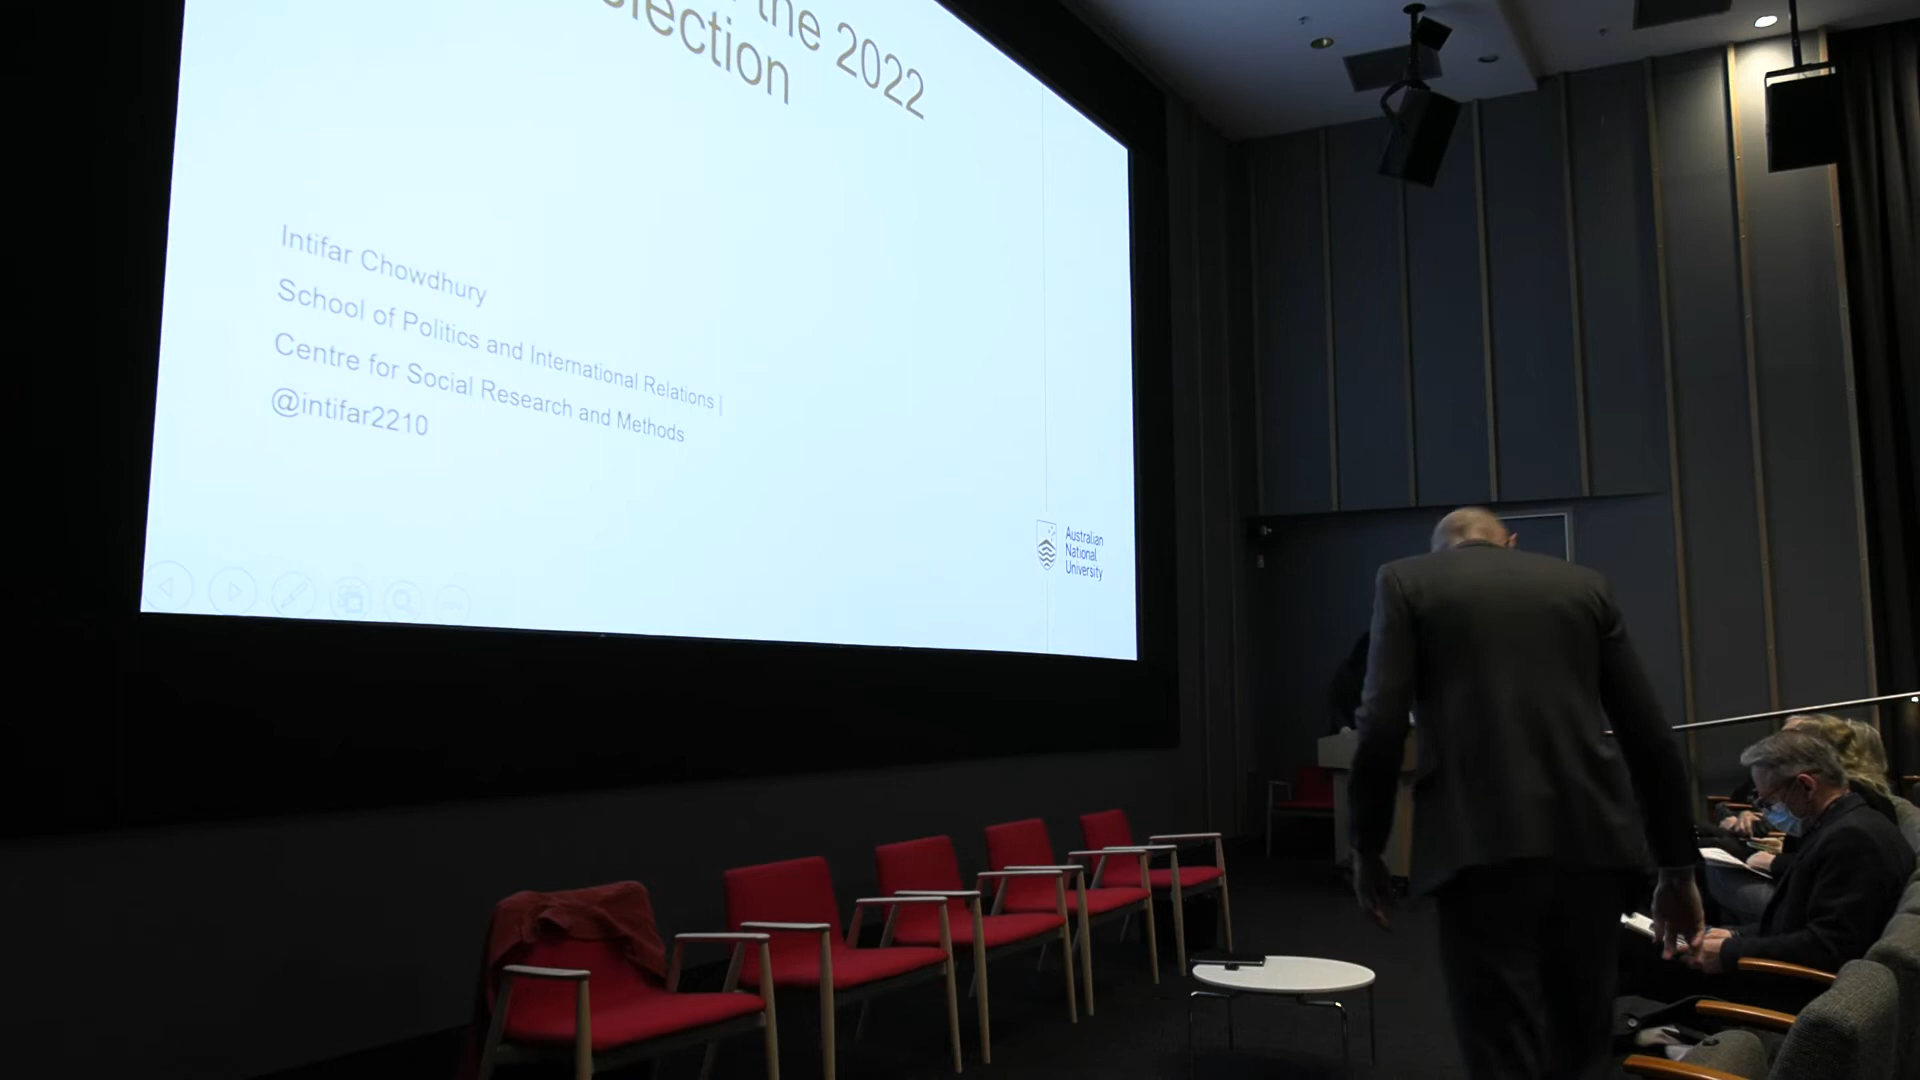 the 2022
election
Intifar Chowdhury
School of Politics and International Relations |
Centre for Social Research and Methods
@intifar2210
Australian
National
University